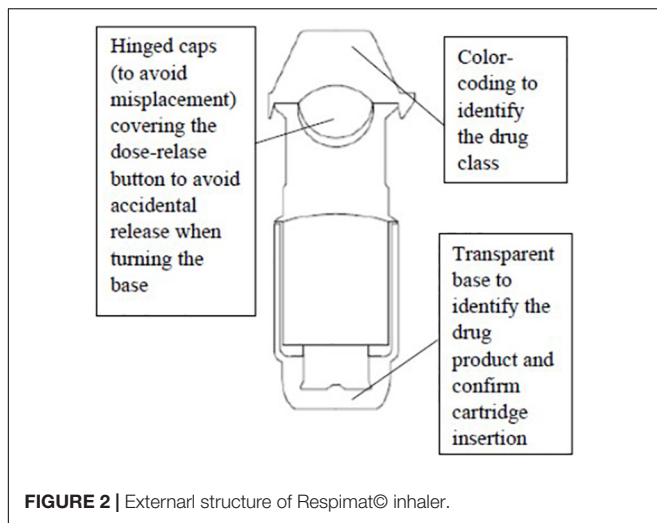 Hinged caps
(to avoid
misplacement)
covering the
dose-relase
button to avoid
accidental
release when
turning the
base
Color-
coding to
identify
the drug
class
Transparent
base to
identify the
drug
product and
confirm
cartridge
insertion
FIGURE 2 | Externarl structure of Respimat© inhaler.